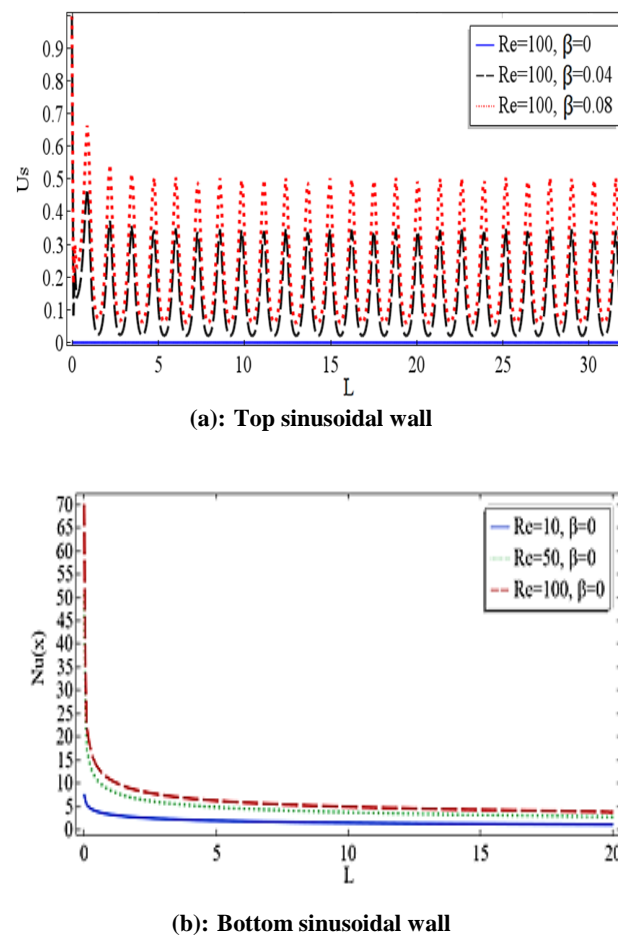 0.9
0.8
0.7
0.6
0.5
0.4
0.3
0.2
0.1
0
Us
Re=100, β=0
Re=100, β=0.04
Re=100, β=0.08
0 5 10 15 20 25 30
L
(a): Top sinusoidal wall
70
65
60
55
50
45
40
35
30
25
20
15
10
5
0
Nu(x)
Re=10, β=0
Re=50, β=0
Re=100, β=0
0 5 10 15 20
L
(b): Bottom sinusoidal wall